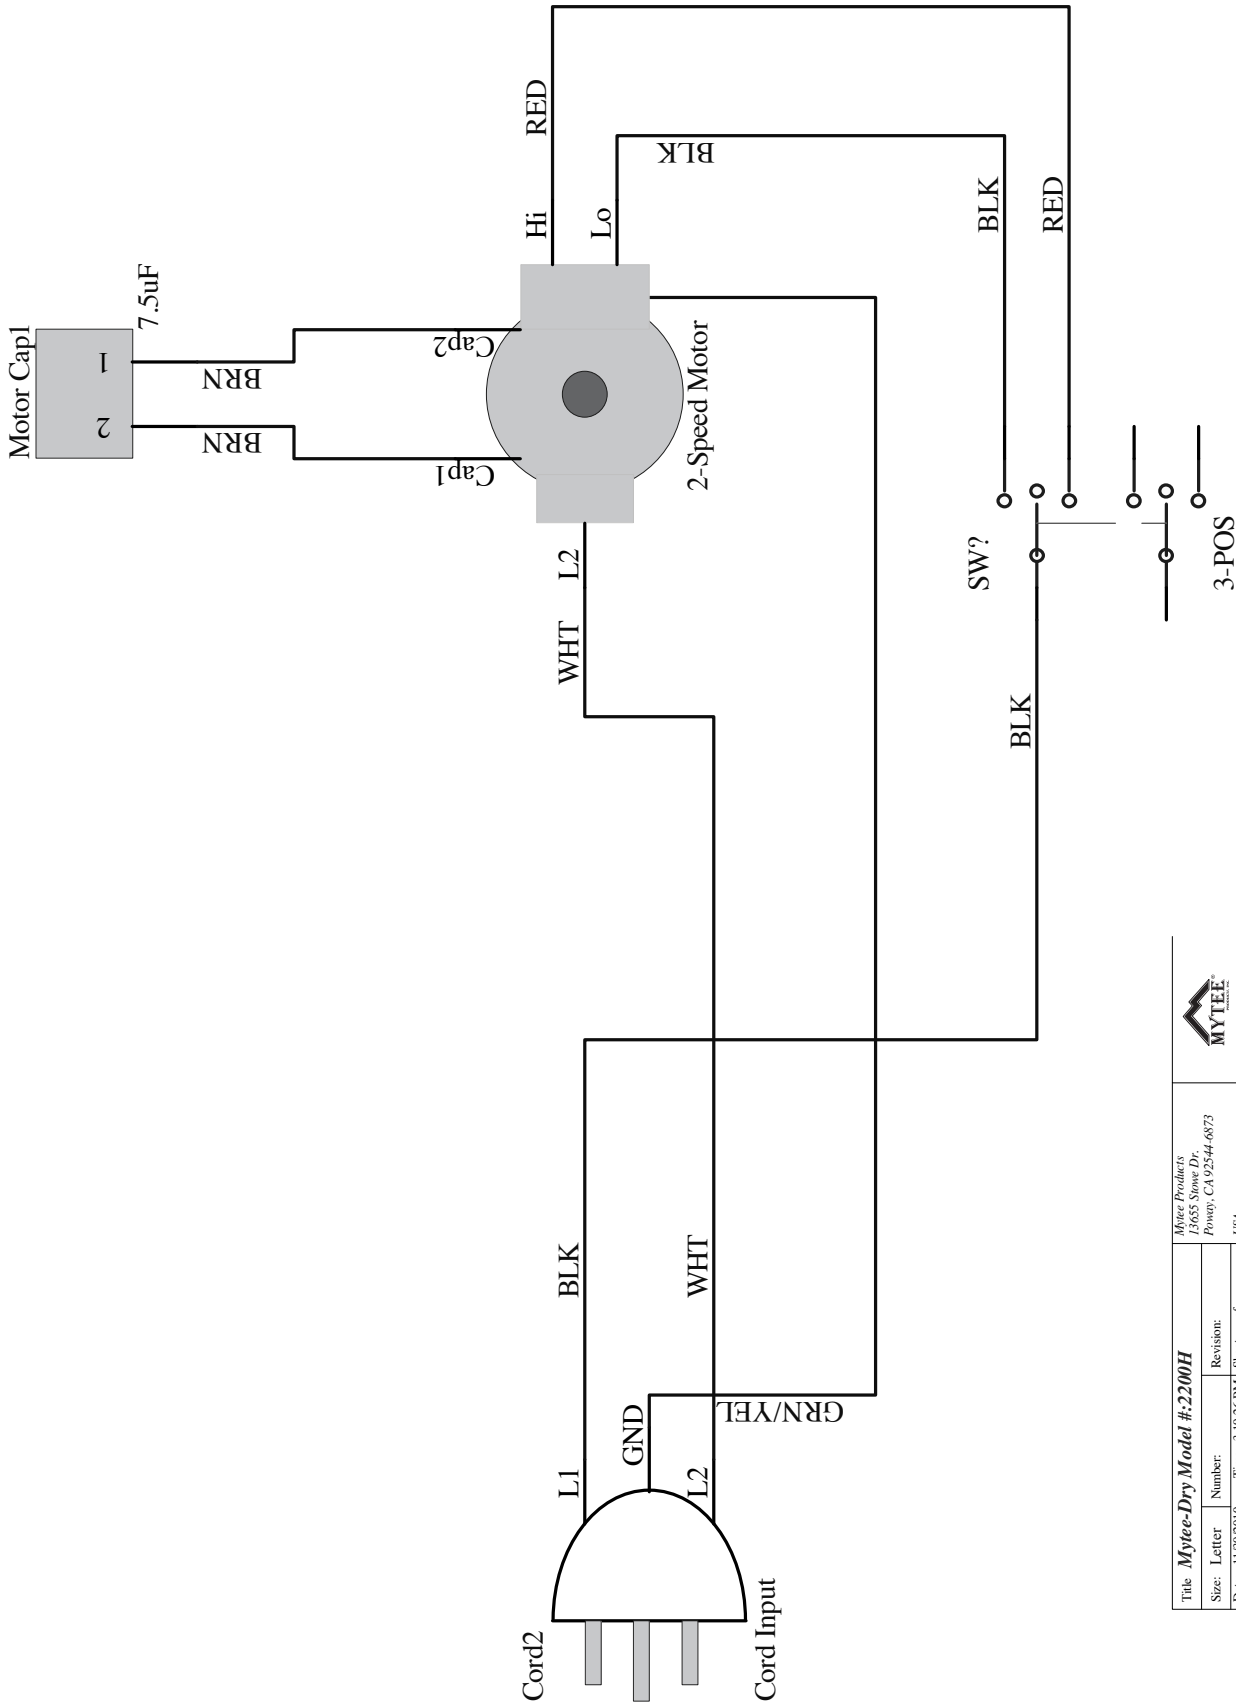 Motor Cap1
1
2
7.5uF
BRN
BRN
Cap2
Cap1
RED
Hi
Lo
BLK
2-Speed Motor
L2
WHT
BLK
RED
SW?
3-POS
BLK
BLK
WHT
L1
GND
L2
GRN/YEL
Cord2
Cord Input
Title Mytee-Dry Model #:2200H
Size: Letter
Number:
Revision:
Mytee Products
13655 Stowe Dr.
Poway, CA 92544-6873
MYTEE®